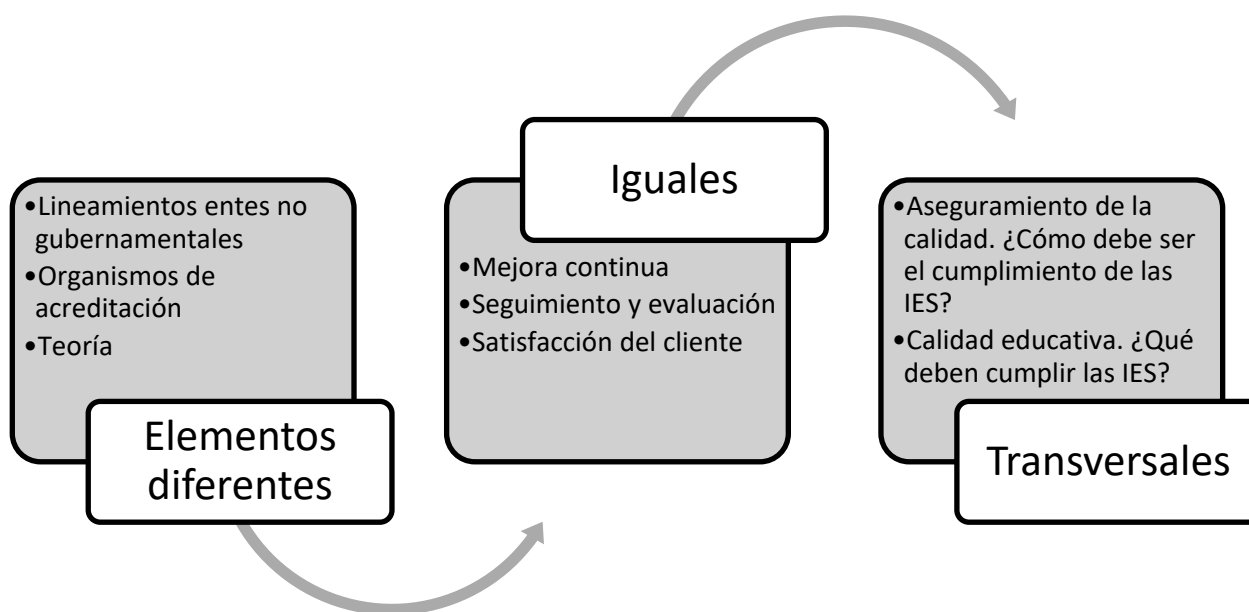 •Lineamientos entes no
gubernamentales
•Organismos de
acreditación
•Teoría
Elementos
diferentes
Iguales
•Mejora continua
•Seguimiento y evaluación
•Satisfacción del cliente
•Aseguramiento de la
calidad. ¿Cómo debe ser
el cumplimiento de las
IES?
•Calidad educativa. ¿Qué
deben cumplir las IES?
Transversales